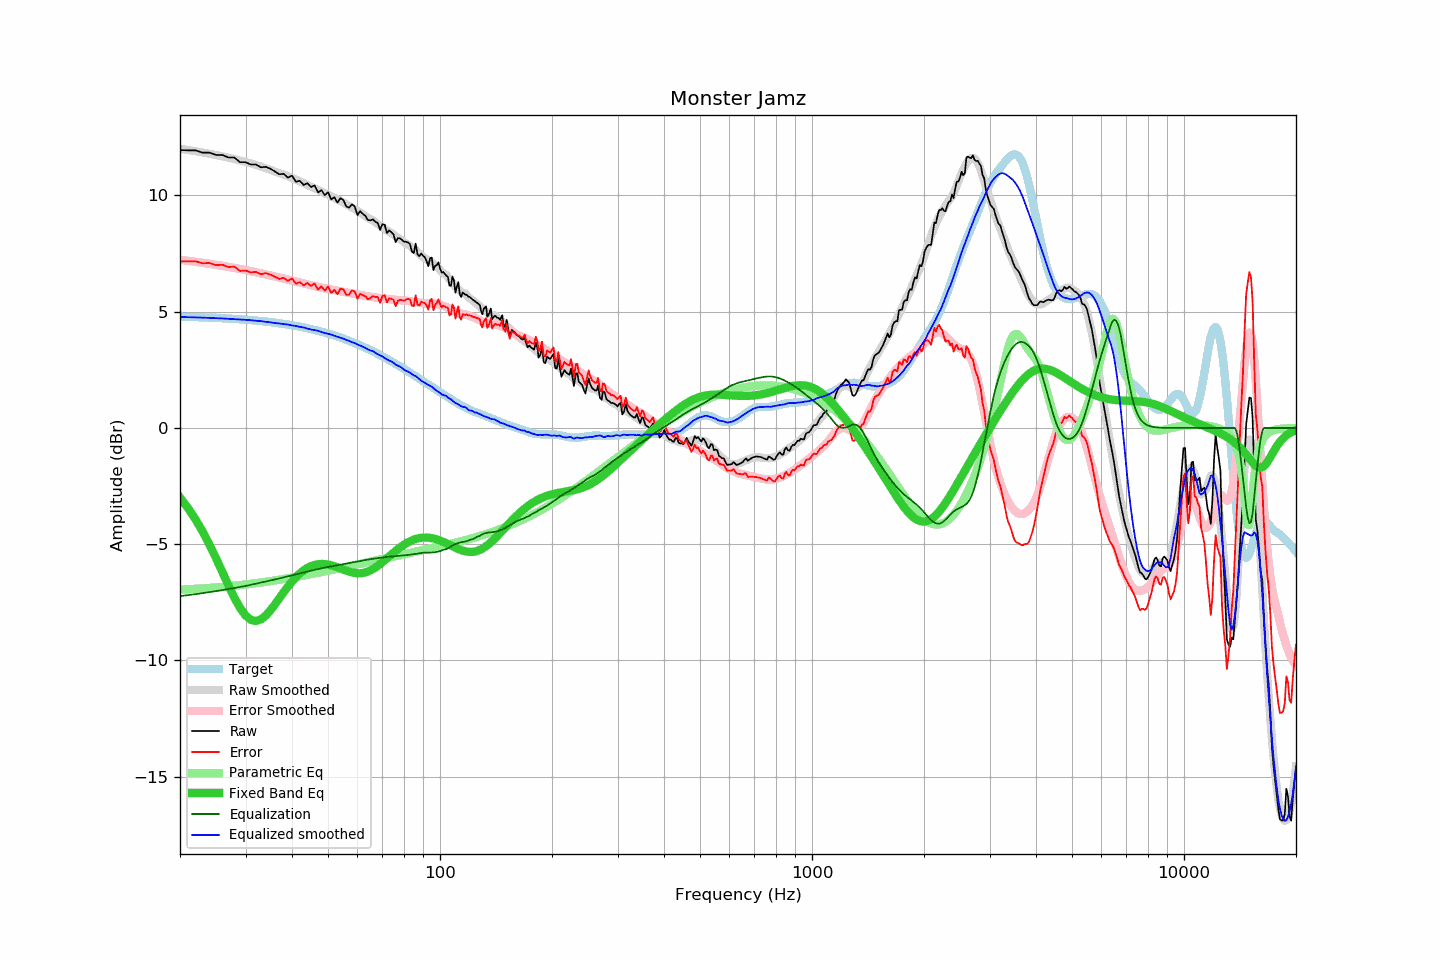 Monster Jamz
Amplitude (dBr)
10
5
0
−5
−10
−15
Target
Raw Smoothed
Error Smoothed
Raw
Error
Parametric Eq
Fixed Band Eq
Equalization
Equalized smoothed
100 1000 10000
Frequency (Hz)